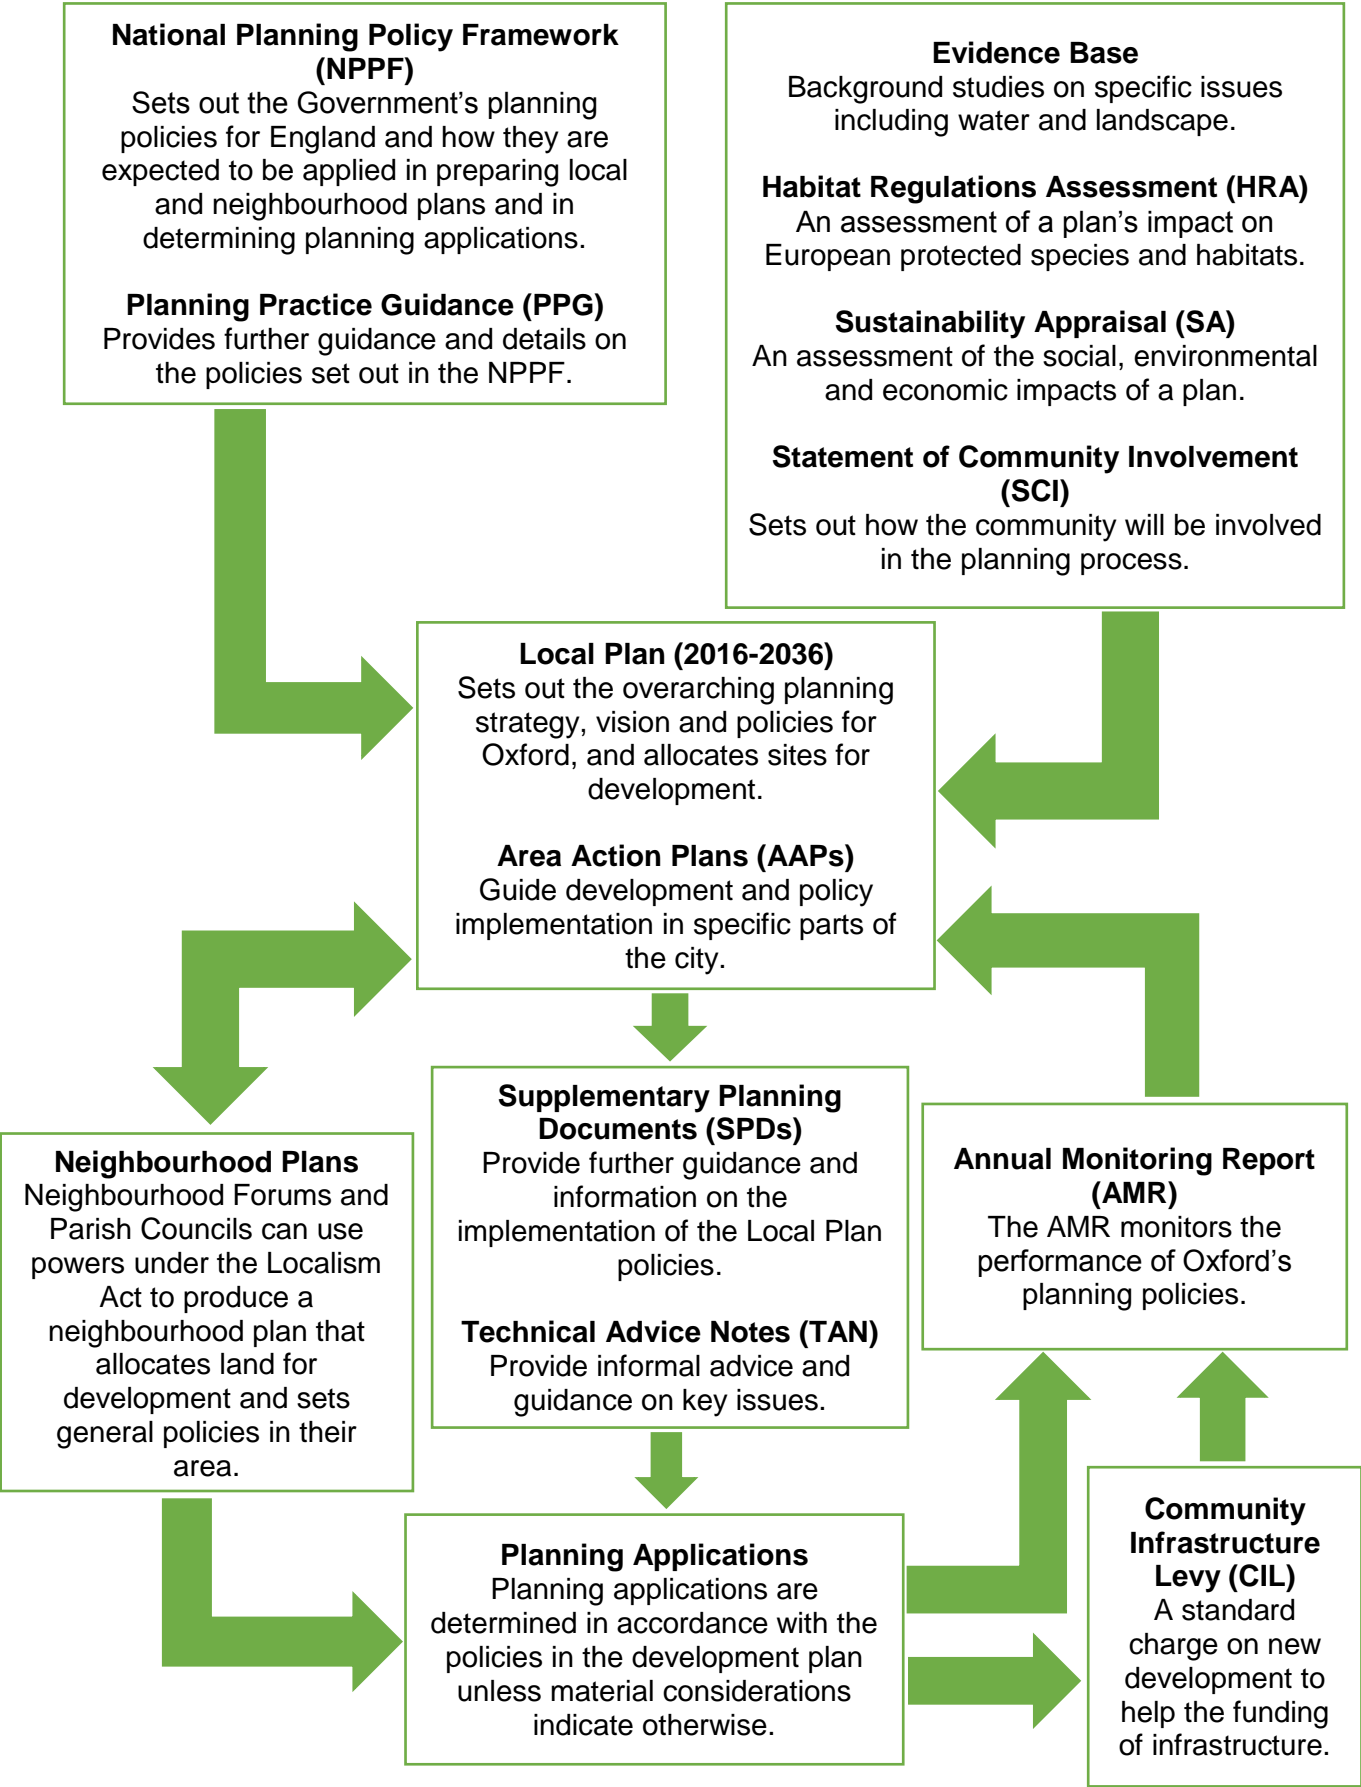 National Planning Policy Framework
(NPPF)
Sets out the Government’s planning
policies for England and how they are
expected to be applied in preparing local
and neighbourhood plans and in
determining planning applications.
Planning Practice Guidance (PPG)
Provides further guidance and details on
the policies set out in the NPPF.
Evidence Base
Background studies on specific issues
including water and landscape.
Habitat Regulations Assessment (HRA)
An assessment of a plan’s impact on
European protected species and habitats.
Sustainability Appraisal (SA)
An assessment of the social, environmental
and economic impacts of a plan.
Statement of Community Involvement
(SCI)
Sets out how the community will be involved
in the planning process.
Local Plan (2016-2036)
Sets out the overarching planning
strategy, vision and policies for
Oxford, and allocates sites for
development.
Area Action Plans (AAPs)
Guide development and policy
implementation in specific parts of
the city.
Neighbourhood Plans
Neighbourhood Forums and
Parish Councils can use
powers under the Localism
Act to produce a
neighbourhood plan that
allocates land for
development and sets
general policies in their
area.
Supplementary Planning
Documents (SPDs)
Provide further guidance and
information on the
implementation of the Local Plan
policies.
Technical Advice Notes (TAN)
Provide informal advice and
guidance on key issues.
Annual Monitoring Report
(AMR)
The AMR monitors the
performance of Oxford’s
planning policies.
Planning Applications
Planning applications are
determined in accordance with the
policies in the development plan
unless material considerations
indicate otherwise.
Community
Infrastructure
Levy (CIL)
A standard
charge on new
development to
help the funding
of infrastructure.